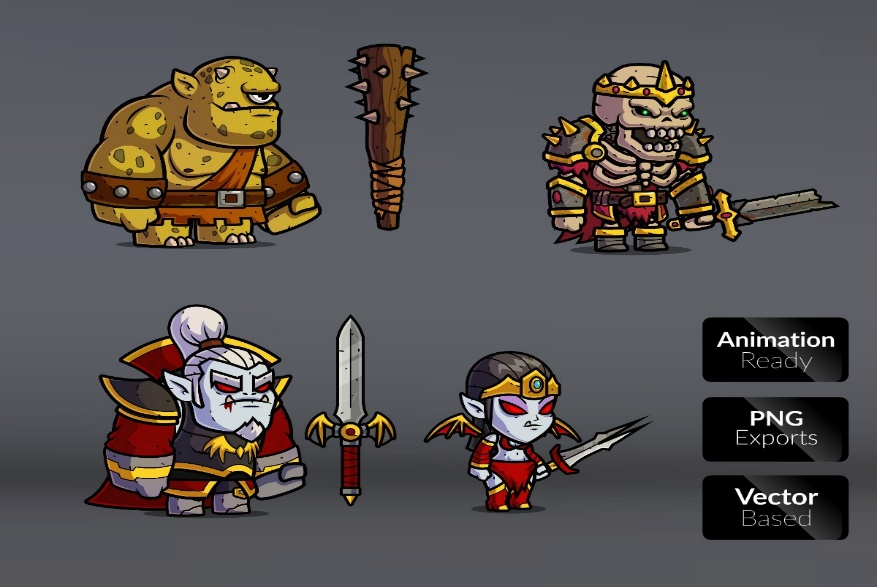 Animation
Ready
PNG
Exports
Vector
Based